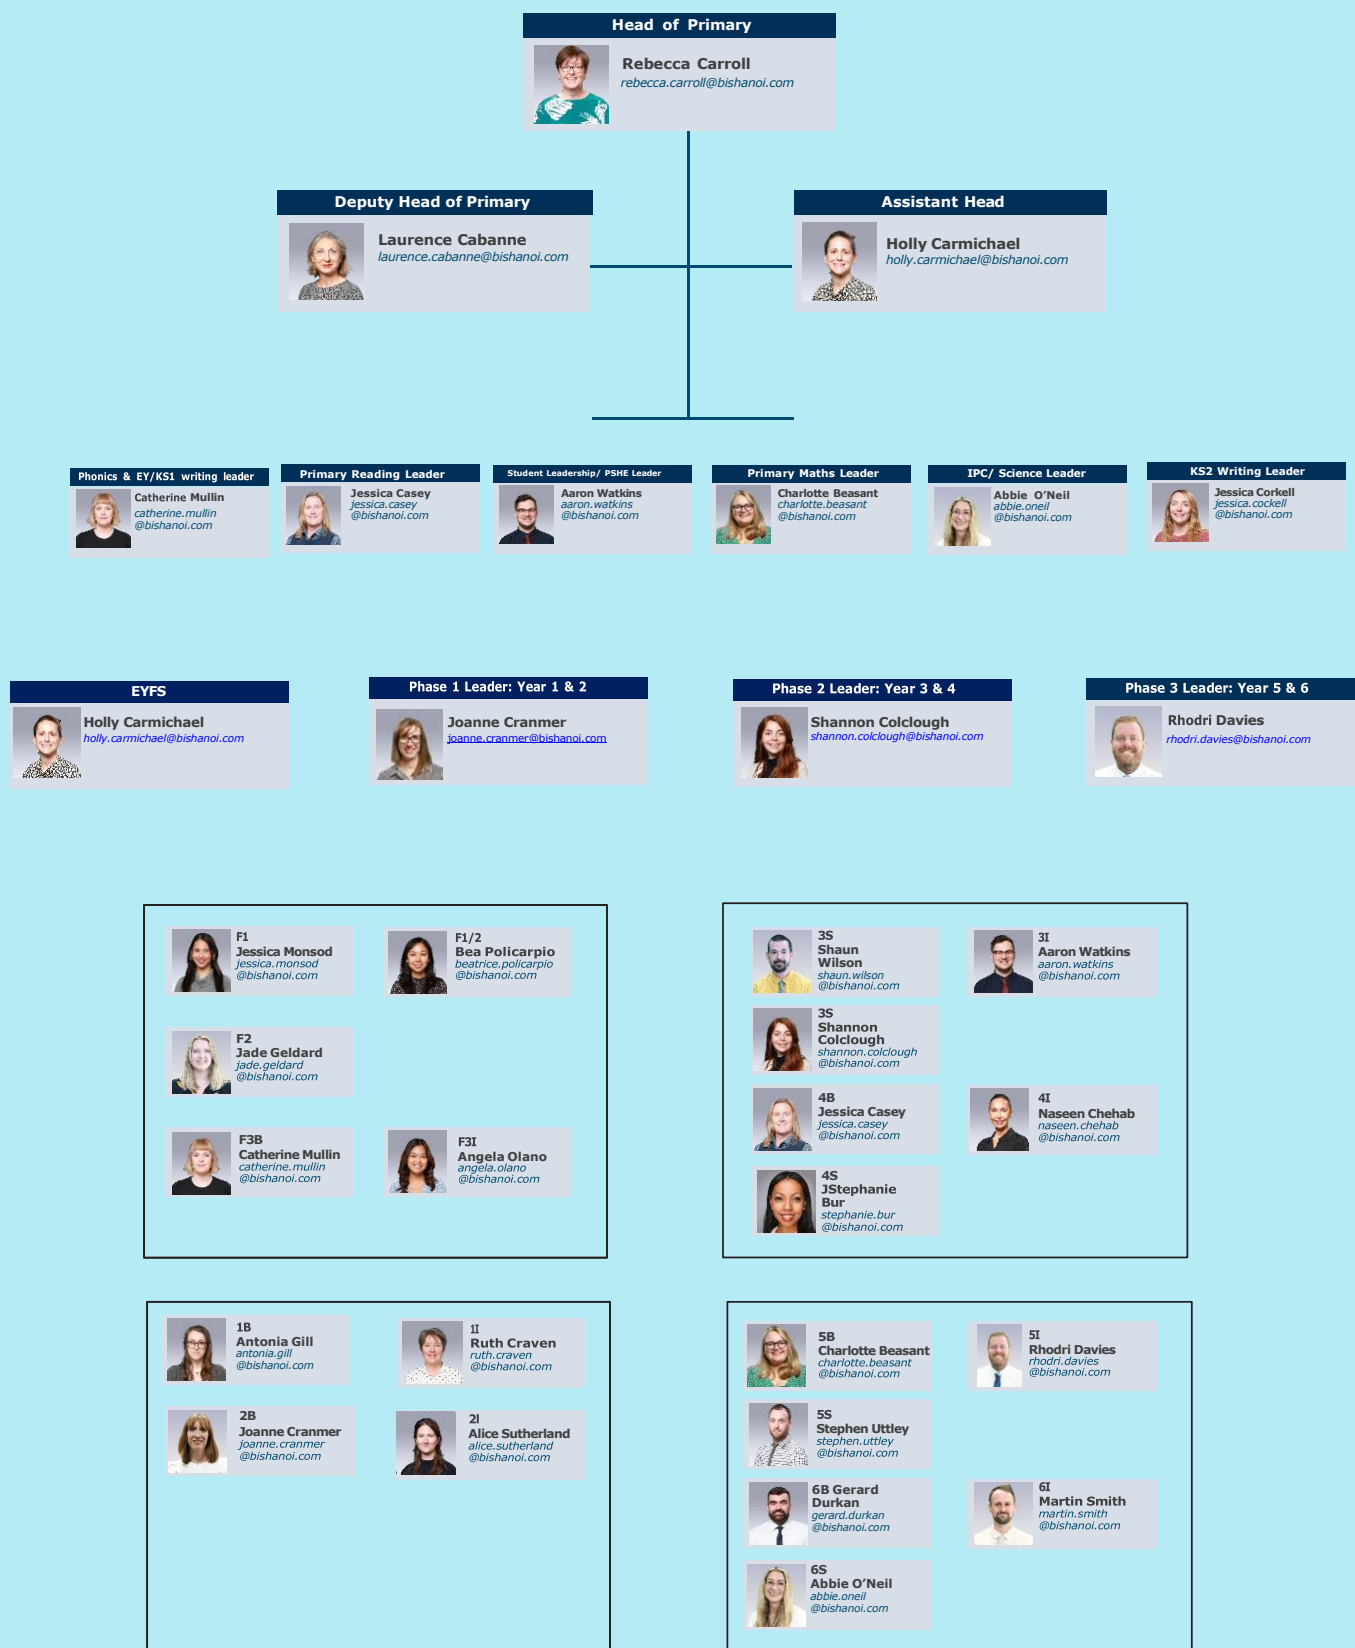 Head of Primary
Rebecca Carroll
rebecca.carroll@bishanoi.com
Deputy Head of Primary
Laurence Cabanne
laurence.cabanne@bishanoi.com
Assistant Head
Holly Carmichael
holly.carmichael@bishanoi.com
Phonics & EY/KS1 writing leader
Catherine Mullin
catherine.mullin
@bishanoi.com
Primary Reading Leader
Jessica Casey
jessica.casey
@bishanoi.com
Student Leadership/ PSHE Leader
Aaron Watkins
aaron.watkins
@bishanoi.com
Primary Maths Leader
Charlotte Beasant
charlotte.beasant
@bishanoi.com
IPC/ Science Leader
Abbie O'Neil
abbie.oneil
@bishanoi.com
KS2 Writing Leader
Jessica Corkell
jessica.cockell
@bishanoi.com
EYFS
Holly Carmichael
holly.carmichael@bishanoi.com
Phase 1 Leader: Year 1 & 2
Joanne Cranmer
joanne.cranmer@bishanoi.com
Phase 2 Leader: Year 3 & 4
Shannon Colclough
shannon.colclough@bishanoi.com
Phase 3 Leader: Year 5 & 6
Rhodri Davies
rhodri.davies@bishanoi.com
F1
Jessica Monsod
jessica.monsod
@bishanoi.com
F1/2
Bea Policarpio
beatrice.policarpio
@bishanoi.com
F2
Jade Geldard
jade.geldard
@bishanoi.com
F3B
Catherine Mullin
catherine.mullin
@bishanoi.com
F3I
Angela Olano
angela.olano
@bishanoi.com
3S
Shaun
Wilson
shaun.wilson
@bishanoi.com
3I
Aaron Watkins
aaron.watkins
@bishanoi.com
3S
Shannon
Colclough
shannon.colclough
@bishanoi.com
4B
Jessica Casey
jessica.casey
@bishanoi.com
4I
Naseen Chehab
naseen.chehab
@bishanoi.com
4S
JStephanie
Bur
stephanie.bur
@bishanoi.com
1B
Antonia Gill
antonia.gill
@bishanoi.com
1I
Ruth Craven
ruth.craven
@bishanoi.com
2B
Joanne Cranmer
joanne.cranmer
@bishanoi.com
2I
Alice Sutherland
alice.sutherland
@bishanoi.com
5B
Charlotte Beasant
charlotte.beasant
@bishanoi.com
5I
Rhodri Davies
rhodri.davies
@bishanoi.com
5S
Stephen Uttley
stephen.uttley
@bishanoi.com
6B Gerard
Durkan
gerard.durkan
@bishanoi.com
6I
Martin Smith
martin.smith
@bishanoi.com
6S
Abbie O'Neil
abbie.oneil
@bishanoi.com